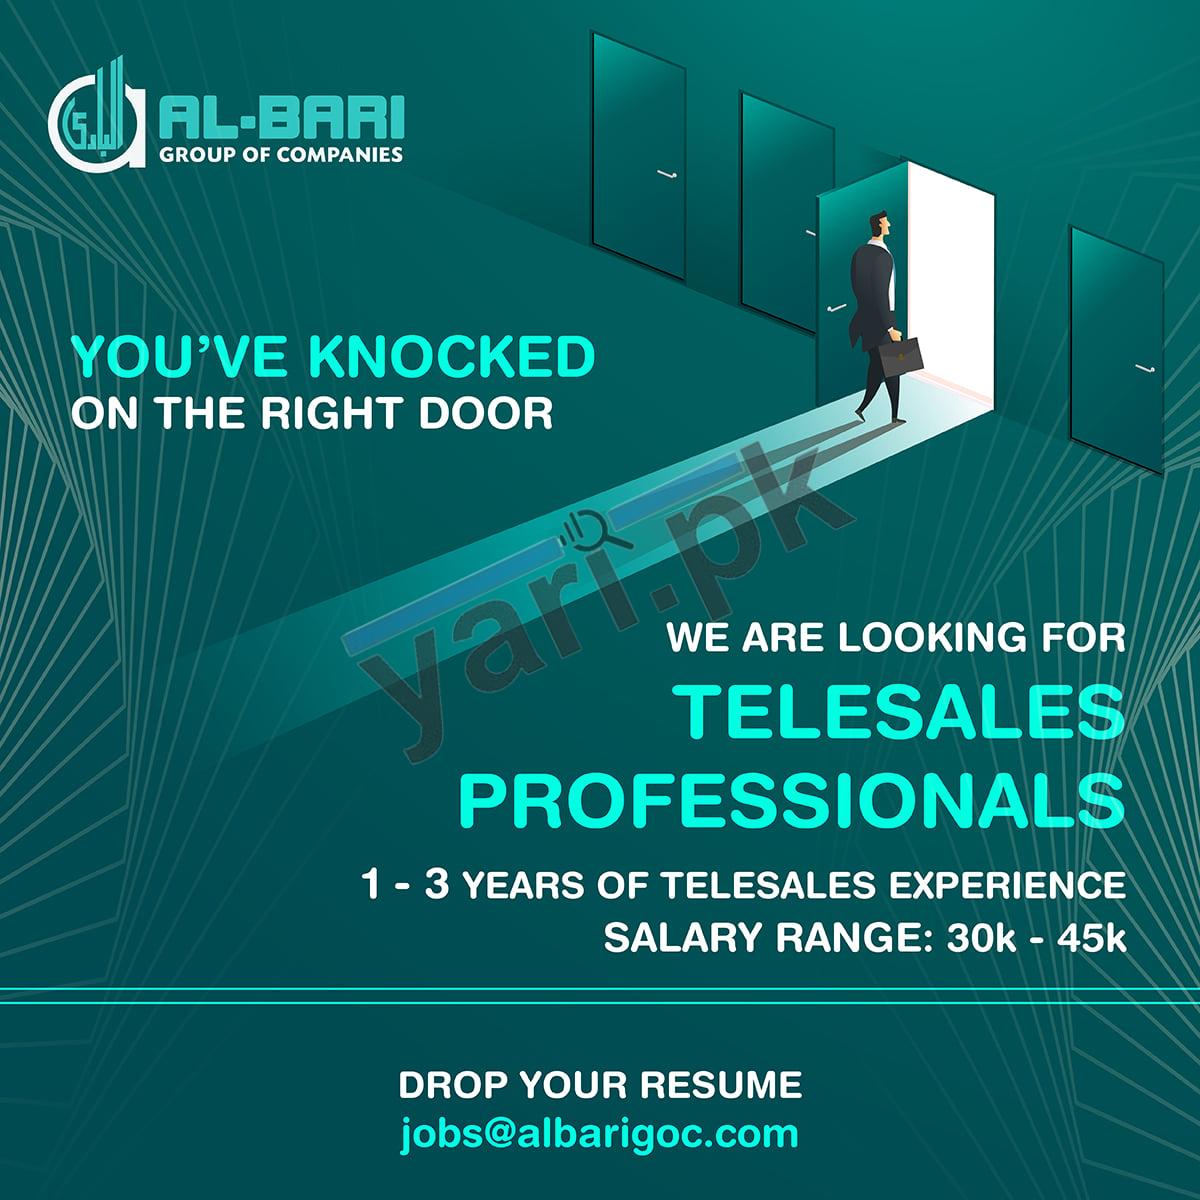 البارئ
AL-BARI
GROUP OF COMPANIES
YOU'VE KNOCKED
ON THE RIGHT DOOR
yari.pk
WE ARE LOOKING FOR
TELESALES
PROFESSIONALS
1 - 3 YEARS OF TELESALES EXPERIENCE
SALARY RANGE: 30k - 45k
DROP YOUR RESUME
jobs@albarigoc.com